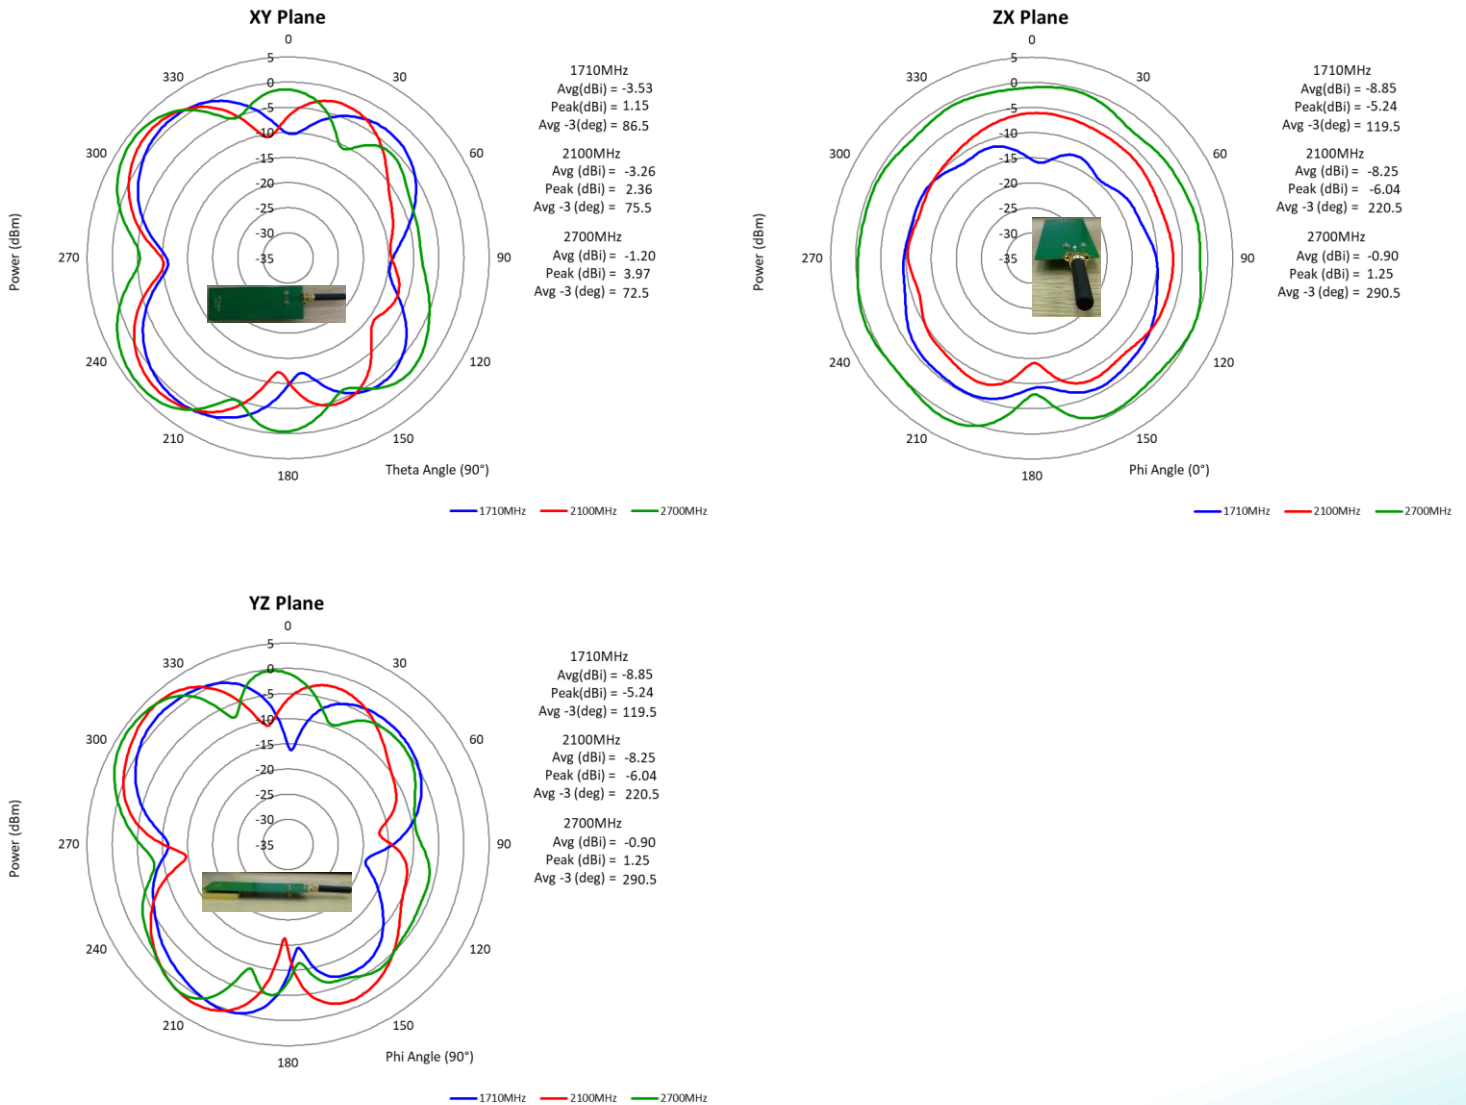 XY Plane
0
5
330
30
0
-5
-10
300
-15
60
-20
-25
-30
270
-35
90
Power (dBm)
240
120
210
150
180
Theta Angle (90°)
1710MHz
Avg(dBi) = -3.53
Peak(dBi) = 1.15
Avg -3(deg) = 86.5
2100MHz
Avg (dBi) = -3.26
Peak (dBi) = 2.36
Avg -3 (deg) = 75.5
2700MHz
Avg (dBi) = -1.20
Peak (dBi) = 3.97
Avg -3 (deg) = 72.5
1710MHz 2100MHz 2700MHz
ZX Plane
0
5
330
30
0
-5
-10
300
-15
60
-20
-25
-30
270
-35
90
Power (dBm)
240
120
210
150
180
Phi Angle (0°)
1710MHz
Avg(dBi) = -8.85
Peak(dBi) = -5.24
Avg -3(deg) = 119.5
2100MHz
Avg (dBi) = -8.25
Peak (dBi) = -6.04
Avg -3 (deg) = 220.5
2700MHz
Avg (dBi) = -0.90
Peak (dBi) = 1.25
Avg -3 (deg) = 290.5
1710MHz 2100MHz 2700MHz
YZ Plane
0
5
330
30
0
-5
-10
300
-15
60
-20
-25
-30
270
-35
90
Power (dBm)
240
120
210
150
180
Phi Angle (90°)
1710MHz
Avg(dBi) = -8.85
Peak(dBi) = -5.24
Avg -3(deg) = 119.5
2100MHz
Avg (dBi) = -8.25
Peak (dBi) = -6.04
Avg -3 (deg) = 220.5
2700MHz
Avg (dBi) = -0.90
Peak (dBi) = 1.25
Avg -3 (deg) = 290.5
1710MHz 2100MHz 2700MHz